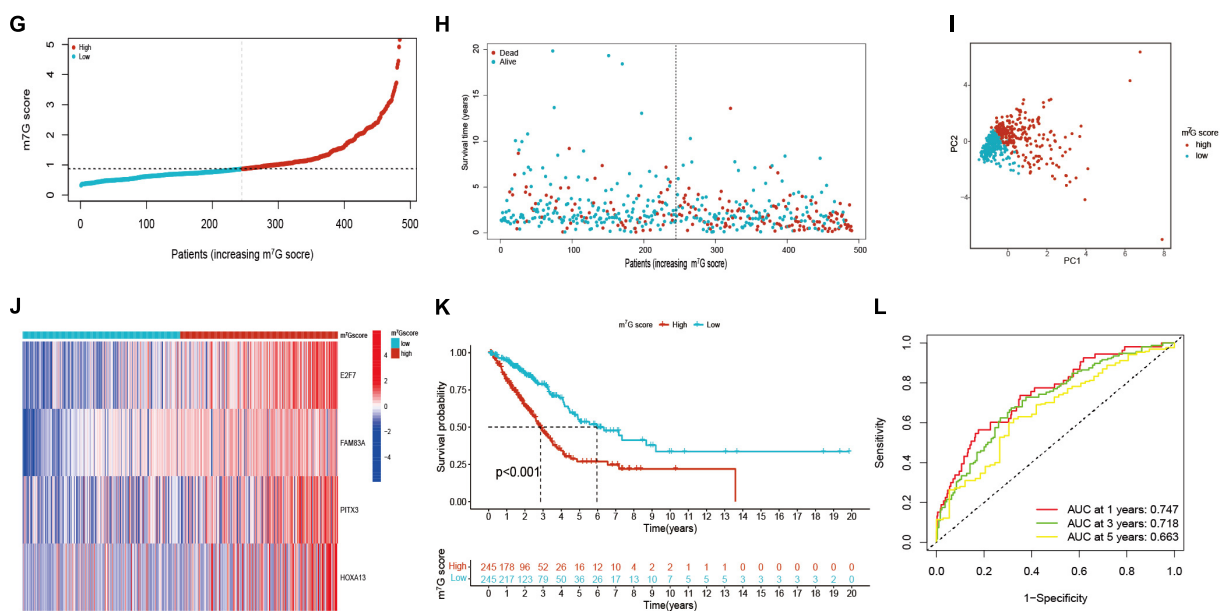 G
High
Low
m7G score
0 1 2 3 4 5
0 100 200 300 400 500
Patients (increasing m⁷G socre)
H
Dead
Alive
Survival time (years)
0 5 10 15 20
0 100 200 300 400 500
Patients (increasing m⁷G socre)
I
PC2
4
0
−4
0 2 4 6 8
PC1
m⁷G score
high
low
J
m⁷Gscore
E2F7
FAM83A
PITX3
HOXA13
4
2
0
−2
−4
m⁷Gscore
low
high
K
m⁷G score High Low
Survival probability
1.00
0.75
0.50
0.25
0.00
p<0.001
0 1 2 3 4 5 6 7 8 9 10 11 12 13 14 15 16 17 18 19 20
Time(years)
m⁷G score
High 245 178 96 52 26 16 12 10 4 2 2 1 1 1 0 0 0 0 0 0 0
Low 245 217 123 79 50 36 26 17 13 10 7 5 5 5 3 3 3 3 3 2 0
0 1 2 3 4 5 6 7 8 9 10 11 12 13 14 15 16 17 18 19 20
Time(years)
L
Sensitivity
0.0 0.2 0.4 0.6 0.8 1.0
AUC at 1 years: 0.747
AUC at 3 years: 0.718
AUC at 5 years: 0.663
0.0 0.2 0.4 0.6 0.8 1.0
1−Specificity